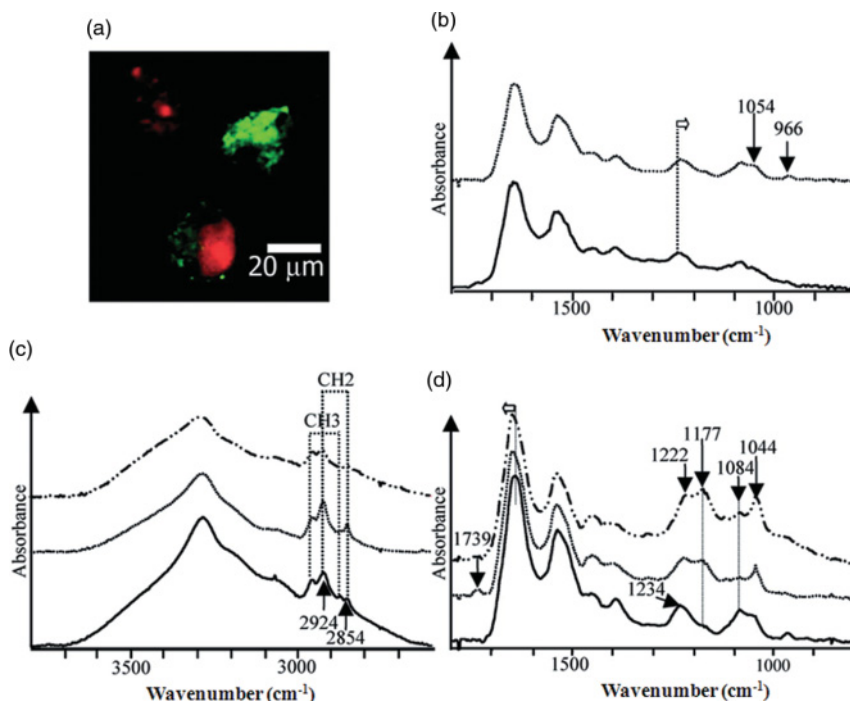 (a)
20 µm
(b)
1054
966
Absorbance
1500
1000
Wavenumber (cm-1)
(c)
CH2
CH3
Absorbance
2924
2854
3500
3000
Wavenumber (cm-1)
(d)
1177
1222
1084
1044
1739
1234
Absorbance
1500
1000
Wavenumber (cm-1)